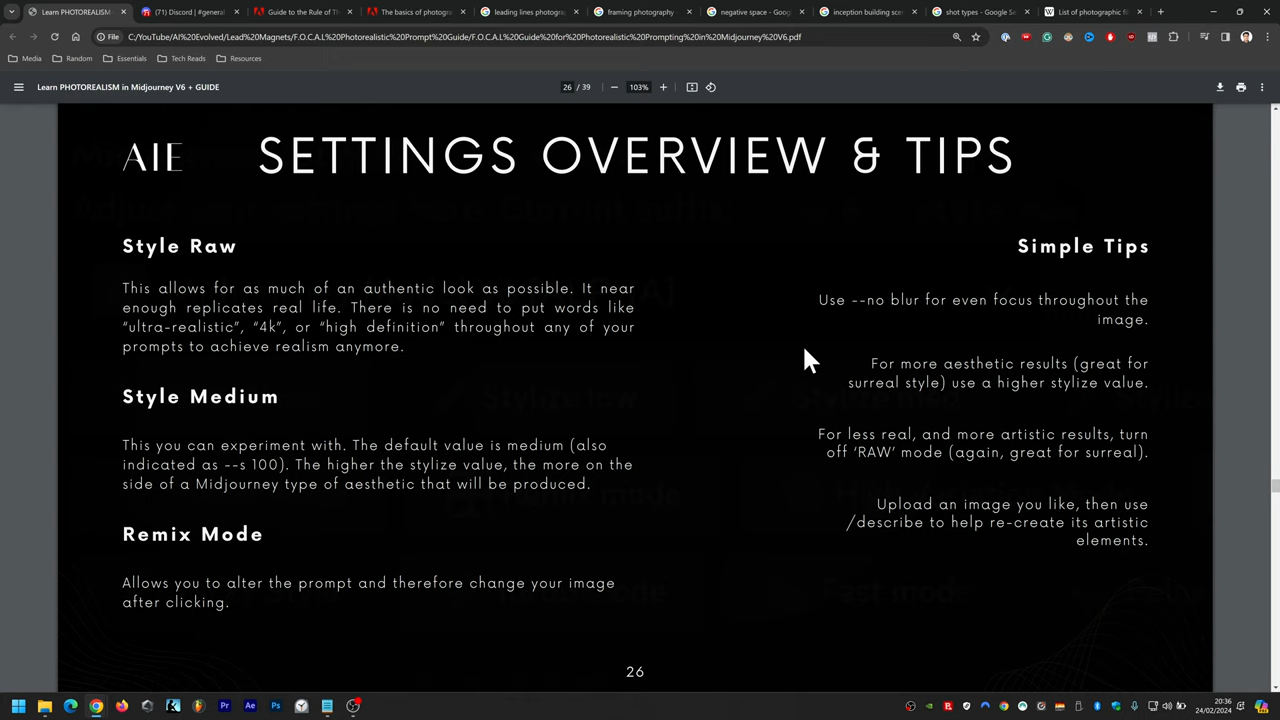 Learn PHOTOREALISM
(71) Discord | #general
Guide to the Rule of Th
The basics of photogra
leading lines photogra
framing photography
negative space - Goog
inception building sce
shot types - Google Se
List of photographic fi
File
C:/YouTube/AI%20Evolved/Lead%20Magnets/F.O.C.AL%20Photorealistic%20Prompt%20Guide/F.O.C.AL%20Guide%20for%20Photorealistic%20Prompting%20in%20Midjourney%20V6.pdf
Media
Random
Essentials
Tech Reads
Resources
Learn PHOTOREALISM in Midjourney V6 + GUIDE
26 / 39
103%
AIE
SETTINGS OVERVIEW & TIPS
Style Raw
This allows for as much of an authentic look as possible. It near
enough replicates real life. There is no need to put words like
“ultra-realistic”, “4k”, or “high definition” throughout any of your
prompts to achieve realism anymore.
Style Medium
This you can experiment with. The default value is medium (also
indicated as --s 100). The higher the stylize value, the more on the
side of a Midjourney type of aesthetic that will be produced.
Remix Mode
Allows you to alter the prompt and therefore change your image
after clicking.
Simple Tips
Use --no blur for even focus throughout the
image.
For more aesthetic results (great for
surreal style) use a higher stylize value.
For less real, and more artistic results, turn
off ‘RAW’ mode (again, great for surreal).
Upload an image you like, then use
/describe to help re-create its artistic
elements.
26
20:36
24/02/2024